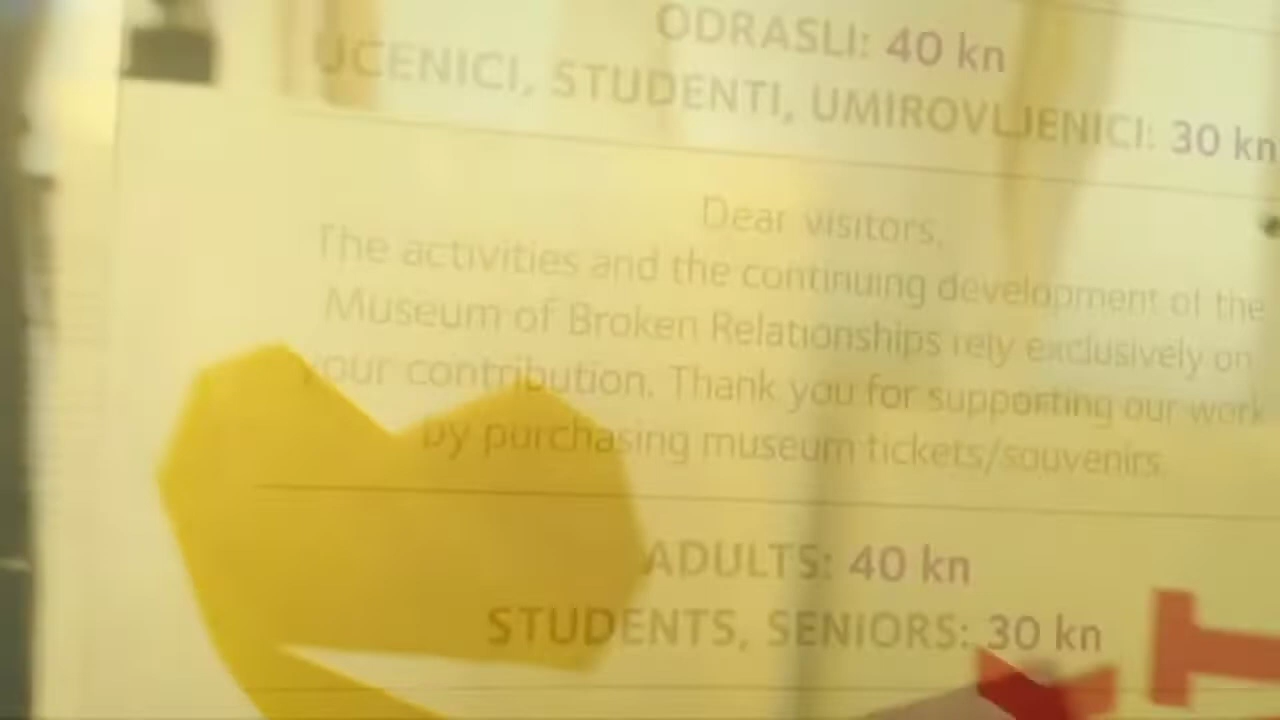 ODRASLI: 40 kn
UČENICI, STUDENTI, UMIROVLJENICI: 30 kn
Dear visitors,
The activities and the continuing development of the
Museum of Broken Relationships rely exclusively on
your contribution. Thank you for supporting our work
by purchasing museum tickets/souvenirs.
ADULTS: 40 kn
STUDENTS, SENIORS: 30 kn